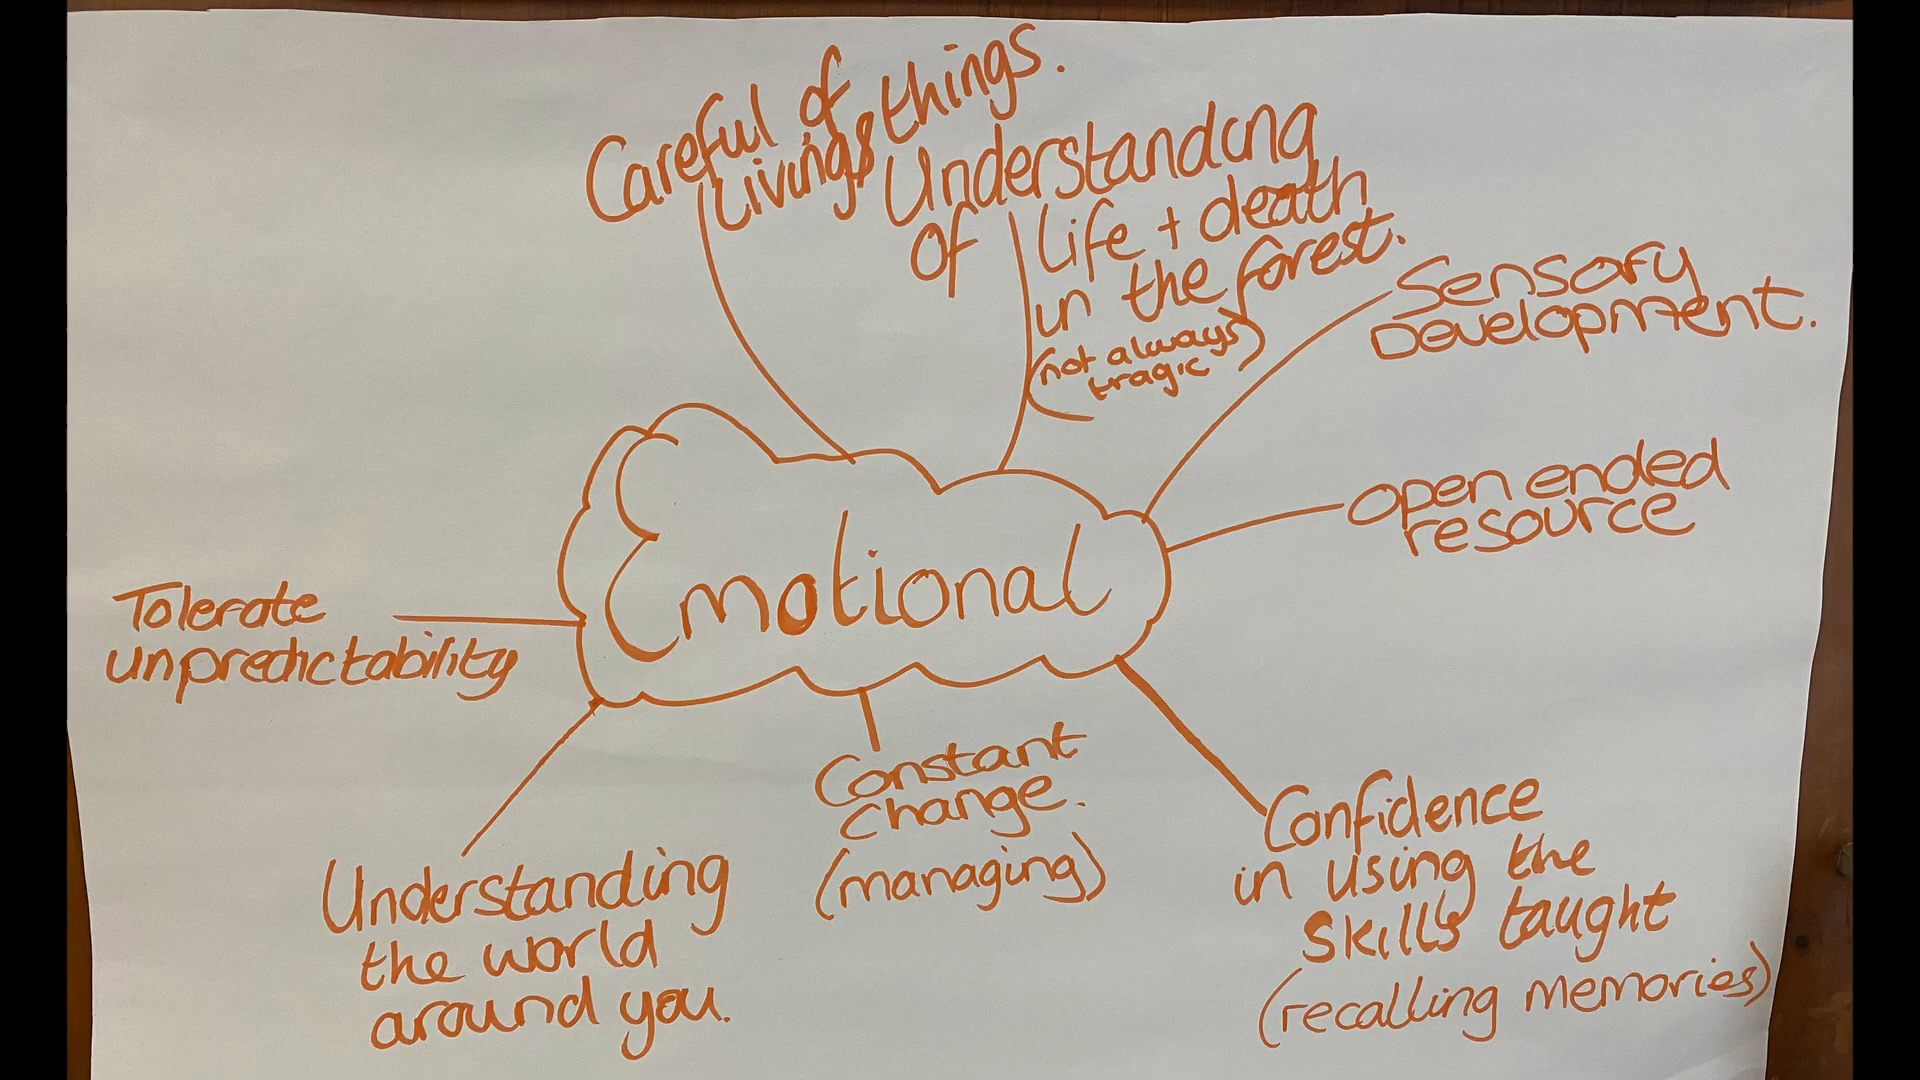 Careful of
living things.
Understanding
of life + death
in the forest.
(not always
tragic)
Sensory
Development.
open ended
resource
Emotional
Tolerate
unpredictability
Constant
change.
(managing)
Confidence
in using the
skills taught
(recalling memories)
Understanding
the world
around you.